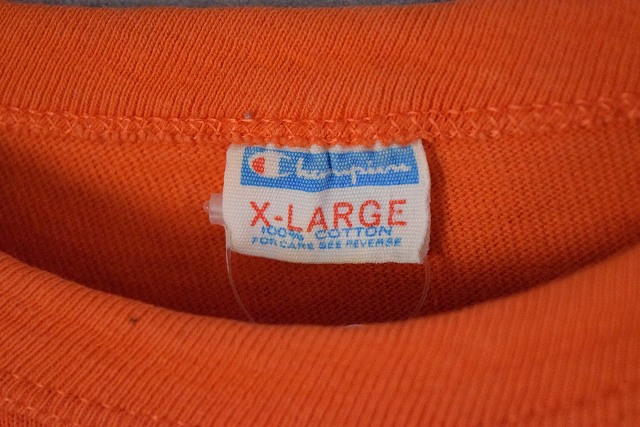 Champion
X-LARGE
100% COTTON
FOR CARE SEE REVERSE